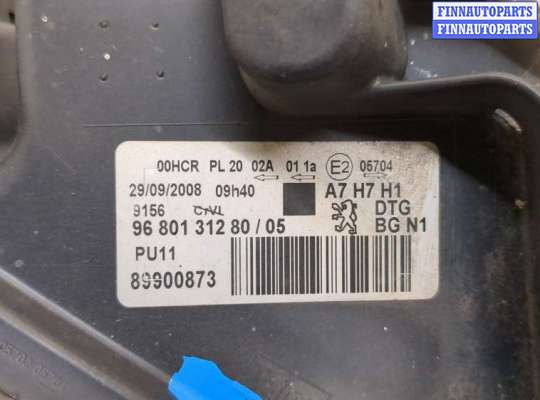 FINNAUTOPARTS
FINNAUTOPARTS
00HCR PL 20 02A 01 1a E2 05704
29/09/2008 09h40 A7 H7 H1
9156 DTG
96 801 312 80 / 05 BG N1
PU11
89900873